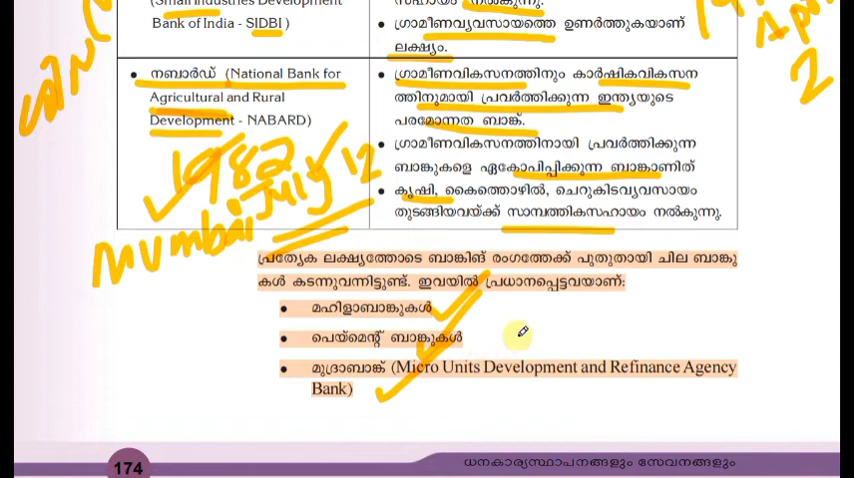 (Small Industries Development
Bank of India - SIDBI )
സഹായം നൽകുന്നു.
• ഗ്രാമീണവ്യവസായത്തെ ഉണർത്തുകയാണ്
ലക്ഷ്യം.
• നബാർഡ് (National Bank for
Agricultural and Rural
Development - NABARD)
• ഗ്രാമീണവികസനത്തിനും കാർഷികവികസന
ത്തിനുമായി പ്രവർത്തിക്കുന്ന ഇന്ത്യയുടെ
പരമോന്നത ബാങ്ക്.
• ഗ്രാമീണവികസനത്തിനായി പ്രവർത്തിക്കുന്ന
ബാങ്കുകളെ ഏകോപിപ്പിക്കുന്ന ബാങ്കാണിത്
• കൃഷി, കൈത്തൊഴിൽ, ചെറുകിടവ്യവസായം
തുടങ്ങിയവയ്ക്ക് സാമ്പത്തികസഹായം നൽകുന്നു.
1982
July 12
Mumbai
April
2
പ്രത്യേക ലക്ഷ്യത്തോടെ ബാങ്കിങ് രംഗത്തേക്ക് പുതുതായി ചില ബാങ്കു
കൾ കടന്നുവന്നിട്ടുണ്ട്. ഇവയിൽ പ്രധാനപ്പെട്ടവയാണ്:
• മഹിളാബാങ്കുകൾ
• പെയ്മെന്റ് ബാങ്കുകൾ
• മുദ്രാബാങ്ക് (Micro Units Development and Refinance Agency
Bank)
174
ധനകാര്യസ്ഥാപനങ്ങളും സേവനങ്ങളും